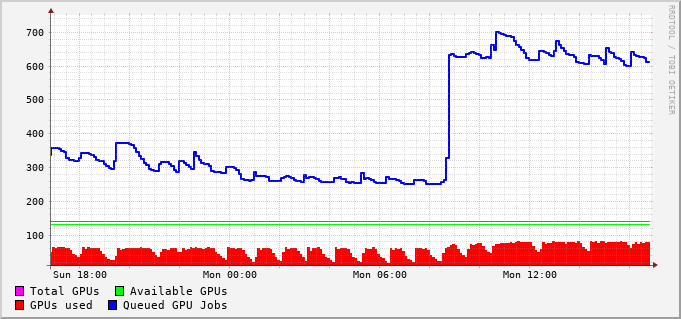 700
600
500
400
300
200
100
Sun 18:00 Mon 00:00 Mon 06:00 Mon 12:00
Total GPUs Available GPUs
GPUs used Queued GPU Jobs
RRDTOOL / TOBI OETIKER